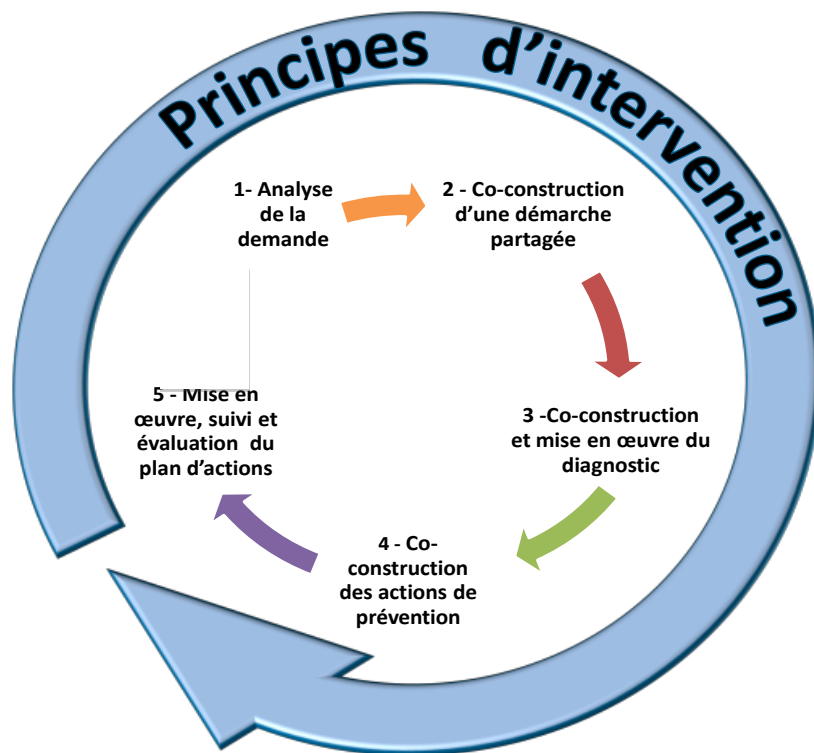 Principes d'intervention
1- Analyse
de la
demande
2 - Co-construction
d'une démarche
partagée
3 -Co-construction
et mise en œuvre du
diagnostic
4 - Co-
construction
des actions de
prévention
5 - Mise en
œuvre, suivi et
évaluation du
plan d'actions